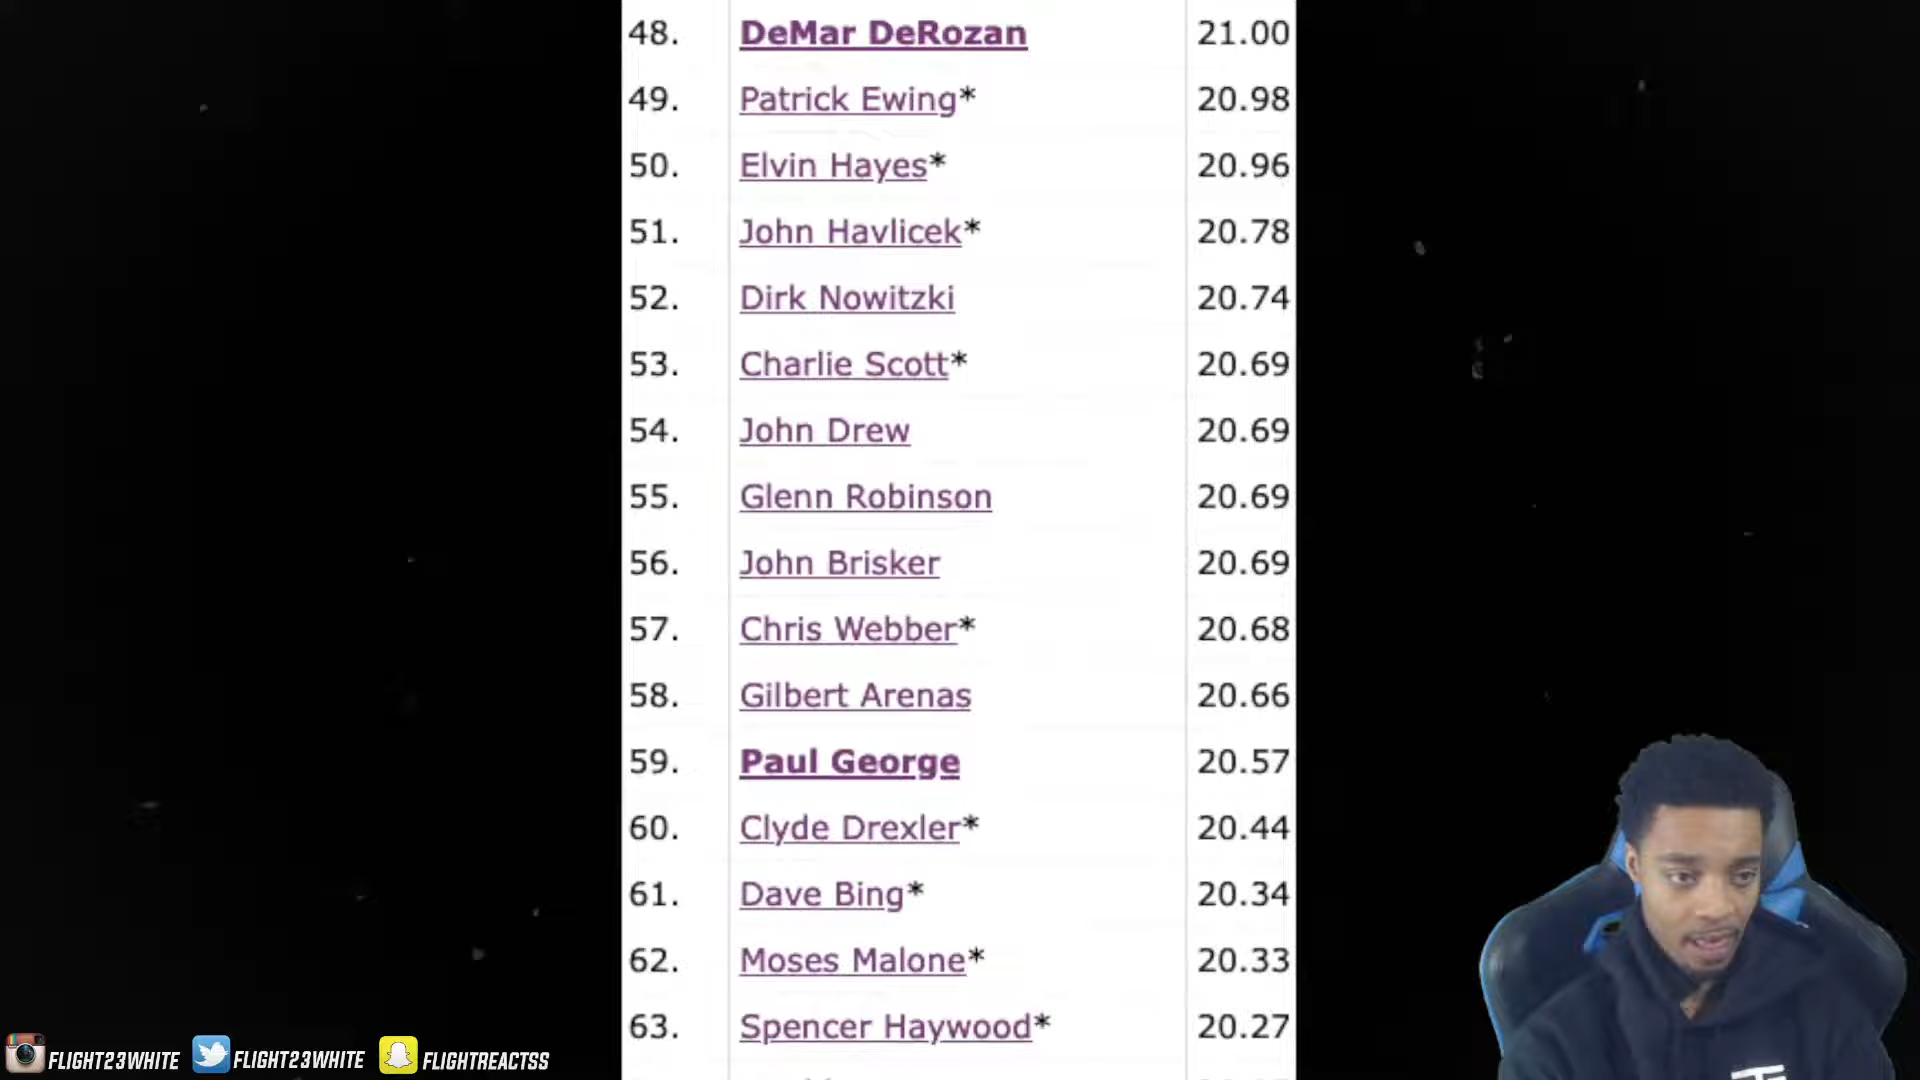 48. DeMar DeRozan 21.00
49. Patrick Ewing* 20.98
50. Elvin Hayes* 20.96
51. John Havlicek* 20.78
52. Dirk Nowitzki 20.74
53. Charlie Scott* 20.69
54. John Drew 20.69
55. Glenn Robinson 20.69
56. John Brisker 20.69
57. Chris Webber* 20.68
58. Gilbert Arenas 20.66
59. Paul George 20.57
60. Clyde Drexler* 20.44
61. Dave Bing* 20.34
62. Moses Malone* 20.33
63. Spencer Haywood* 20.27
FLIGHT23WHITE FLIGHT23WHITE FLIGHTREACTSS